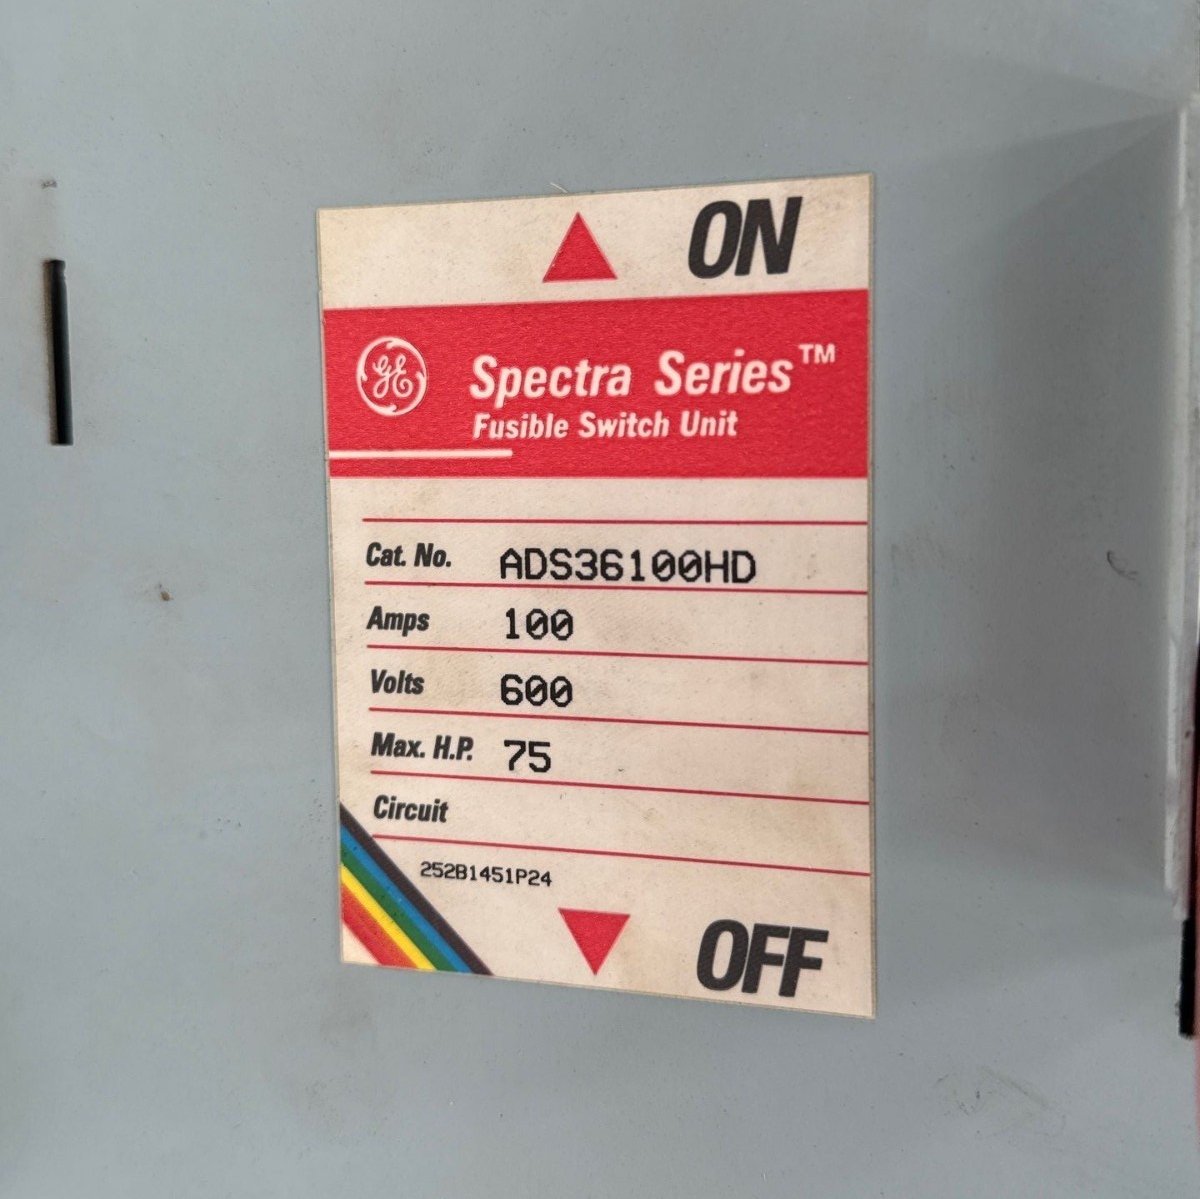 ON
GE
Spectra Series™
Fusible Switch Unit
Cat. No. ADS36100HD
Amps 100
Volts 600
Max. H.P. 75
Circuit
252B1451P24
OFF